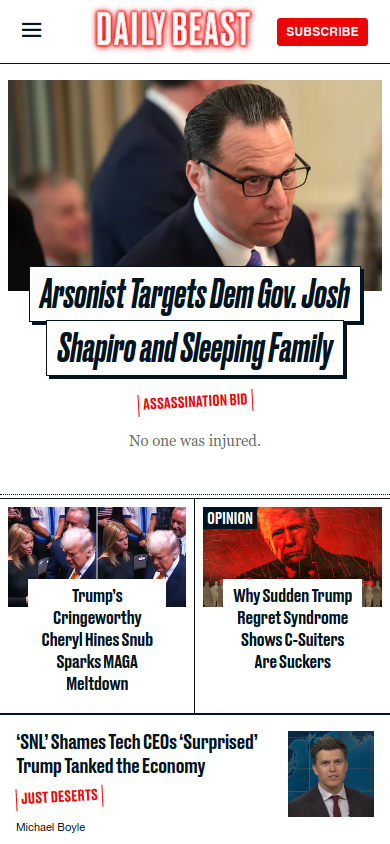 DAILY BEAST
SUBSCRIBE
Arsonist Targets Dem Gov. Josh
Shapiro and Sleeping Family
ASSASSINATION BID
No one was injured.
Trump's
Cringeworthy
Cheryl Hines Snub
Sparks MAGA
Meltdown
OPINION
Why Sudden Trump
Regret Syndrome
Shows C-Suiters
Are Suckers
‘SNL’ Shames Tech CEOs ‘Surprised’
Trump Tanked the Economy
JUST DESERTS
Michael Boyle